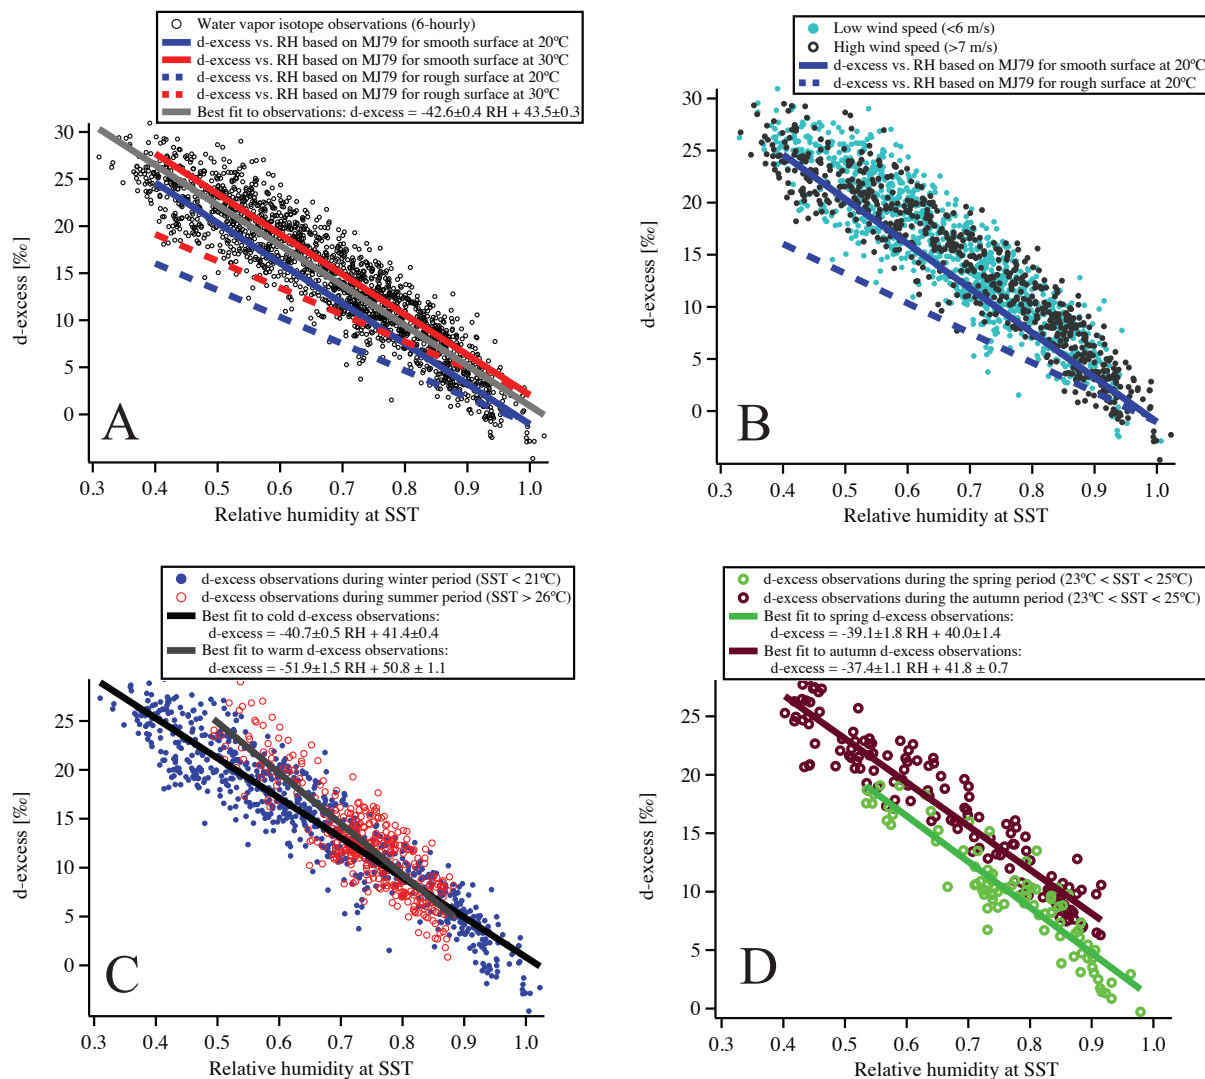 Water vapor isotope observations (6-hourly)
d-excess vs. RH based on MJ79 for smooth surface at 20ºC
d-excess vs. RH based on MJ79 for smooth surface at 30ºC
d-excess vs. RH based on MJ79 for rough surface at 20ºC
d-excess vs. RH based on MJ79 for rough surface at 30ºC
Best fit to observations: d-excess = -42.6±0.4 RH + 43.5±0.3
30
25
20
15
10
5
0
d-excess [‰]
A
0.3 0.4 0.5 0.6 0.7 0.8 0.9 1.0
Relative humidity at SST
Low wind speed (<6 m/s)
High wind speed (>7 m/s)
d-excess vs. RH based on MJ79 for smooth surface at 20ºC
d-excess vs. RH based on MJ79 for rough surface at 20ºC
30
25
20
15
10
5
0
d-excess [‰]
B
0.3 0.4 0.5 0.6 0.7 0.8 0.9 1.0
Relative humidity at SST
d-excess observations during winter period (SST < 21ºC)
d-excess observations during summer period (SST > 26ºC)
Best fit to cold d-excess observations:
d-excess = -40.7±0.5 RH + 41.4±0.4
Best fit to warm d-excess observations:
d-excess = -51.9±1.5 RH + 50.8 ± 1.1
25
20
15
10
5
0
d-excess [‰]
C
0.3 0.4 0.5 0.6 0.7 0.8 0.9 1.0
Relative humidity at SST
d-excess observations during the spring period (23ºC < SST < 25ºC)
d-excess observations during the autumn period (23ºC < SST < 25ºC)
Best fit to spring d-excess observations:
d-excess = -39.1±1.8 RH + 40.0±1.4
Best fit to autumn d-excess observations:
d-excess = -37.4±1.1 RH + 41.8 ± 0.7
25
20
15
10
5
0
d-excess [‰]
D
0.3 0.4 0.5 0.6 0.7 0.8 0.9 1.0
Relative humidity at SST